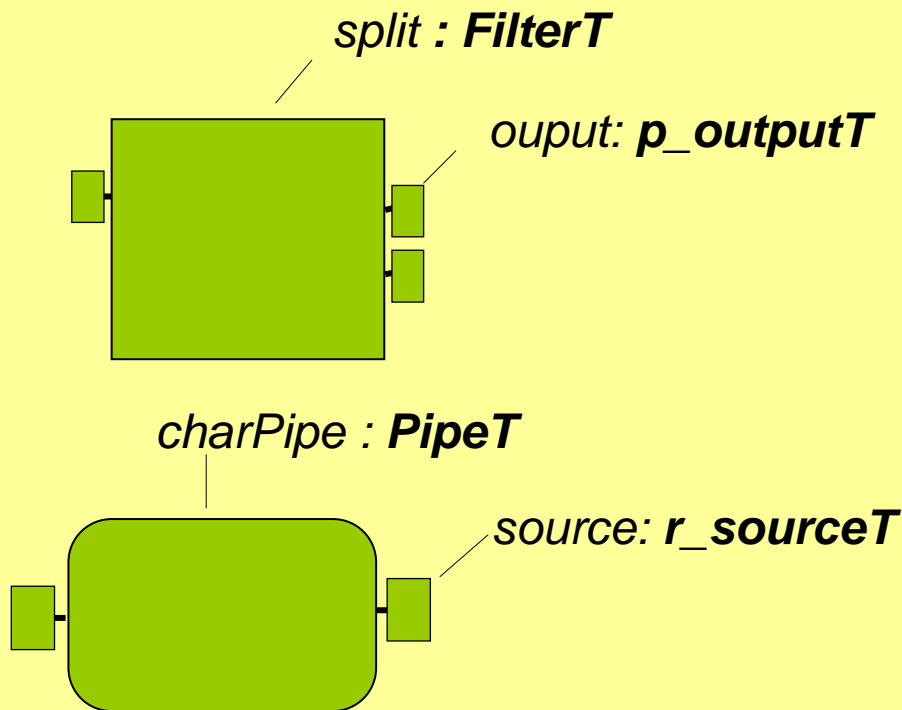 split : FilterT
ouput: p_outputT
charPipe : PipeT
source: r_sourceT